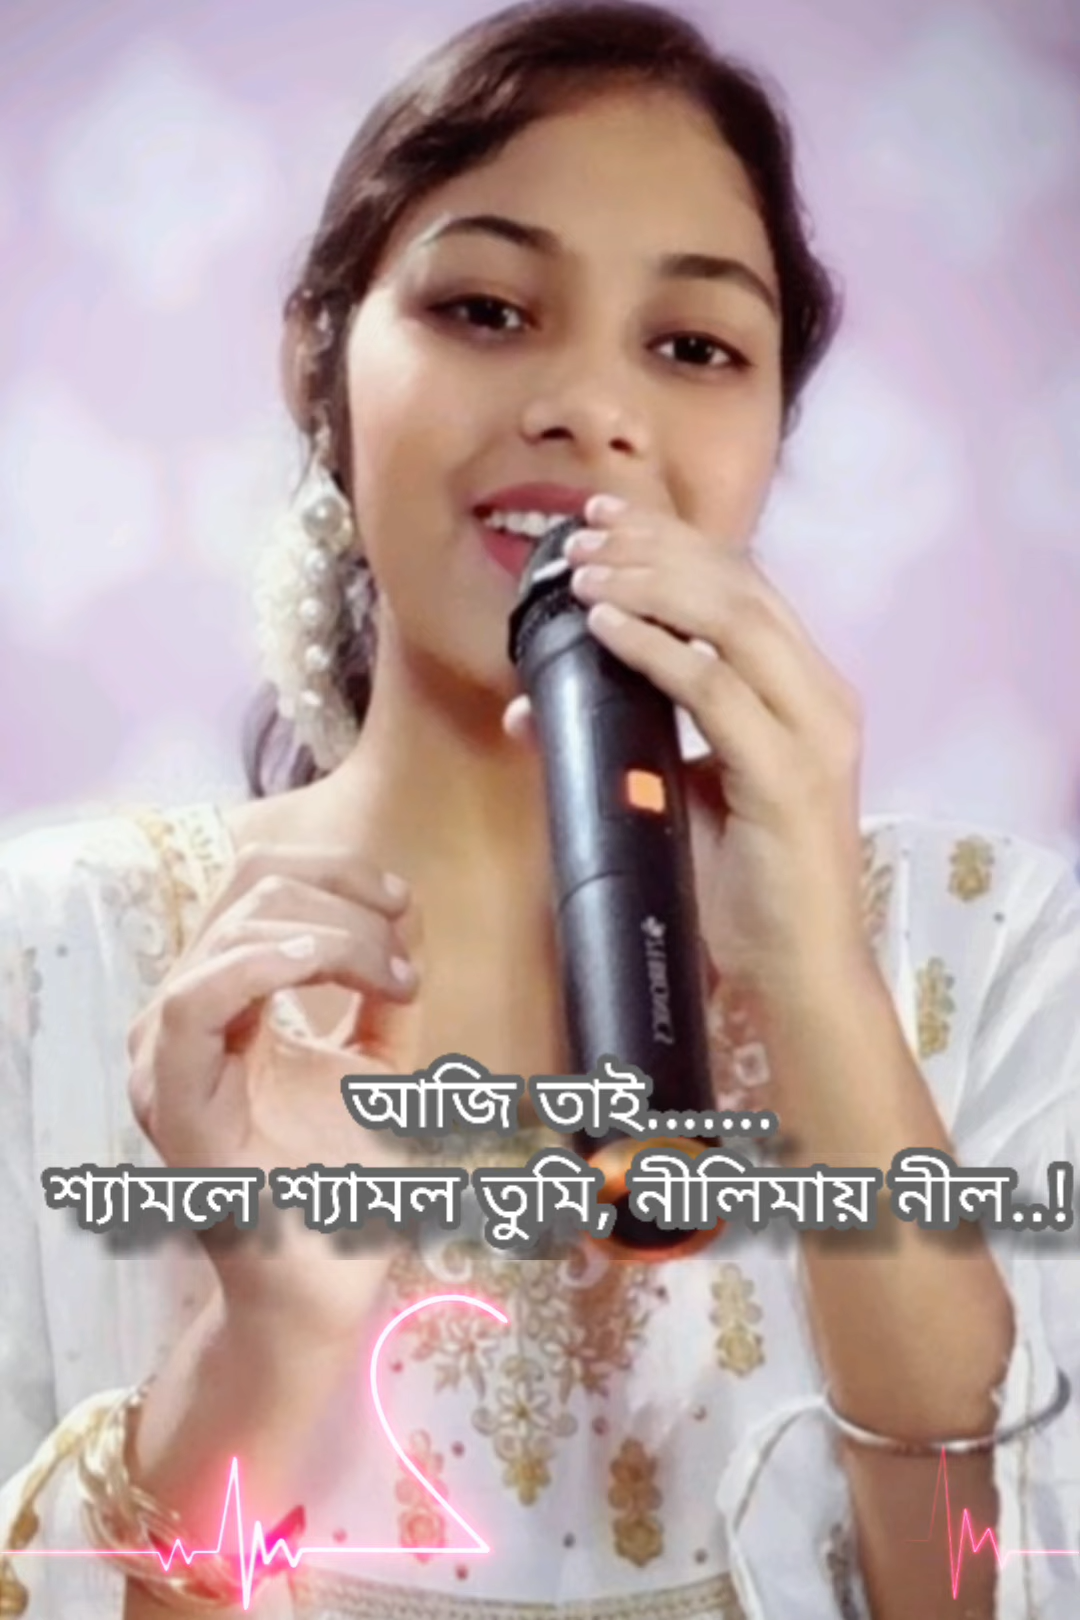 আজি তাই.......
শ্যামলে শ্যামল তুমি, নীলিমায় নীল..!